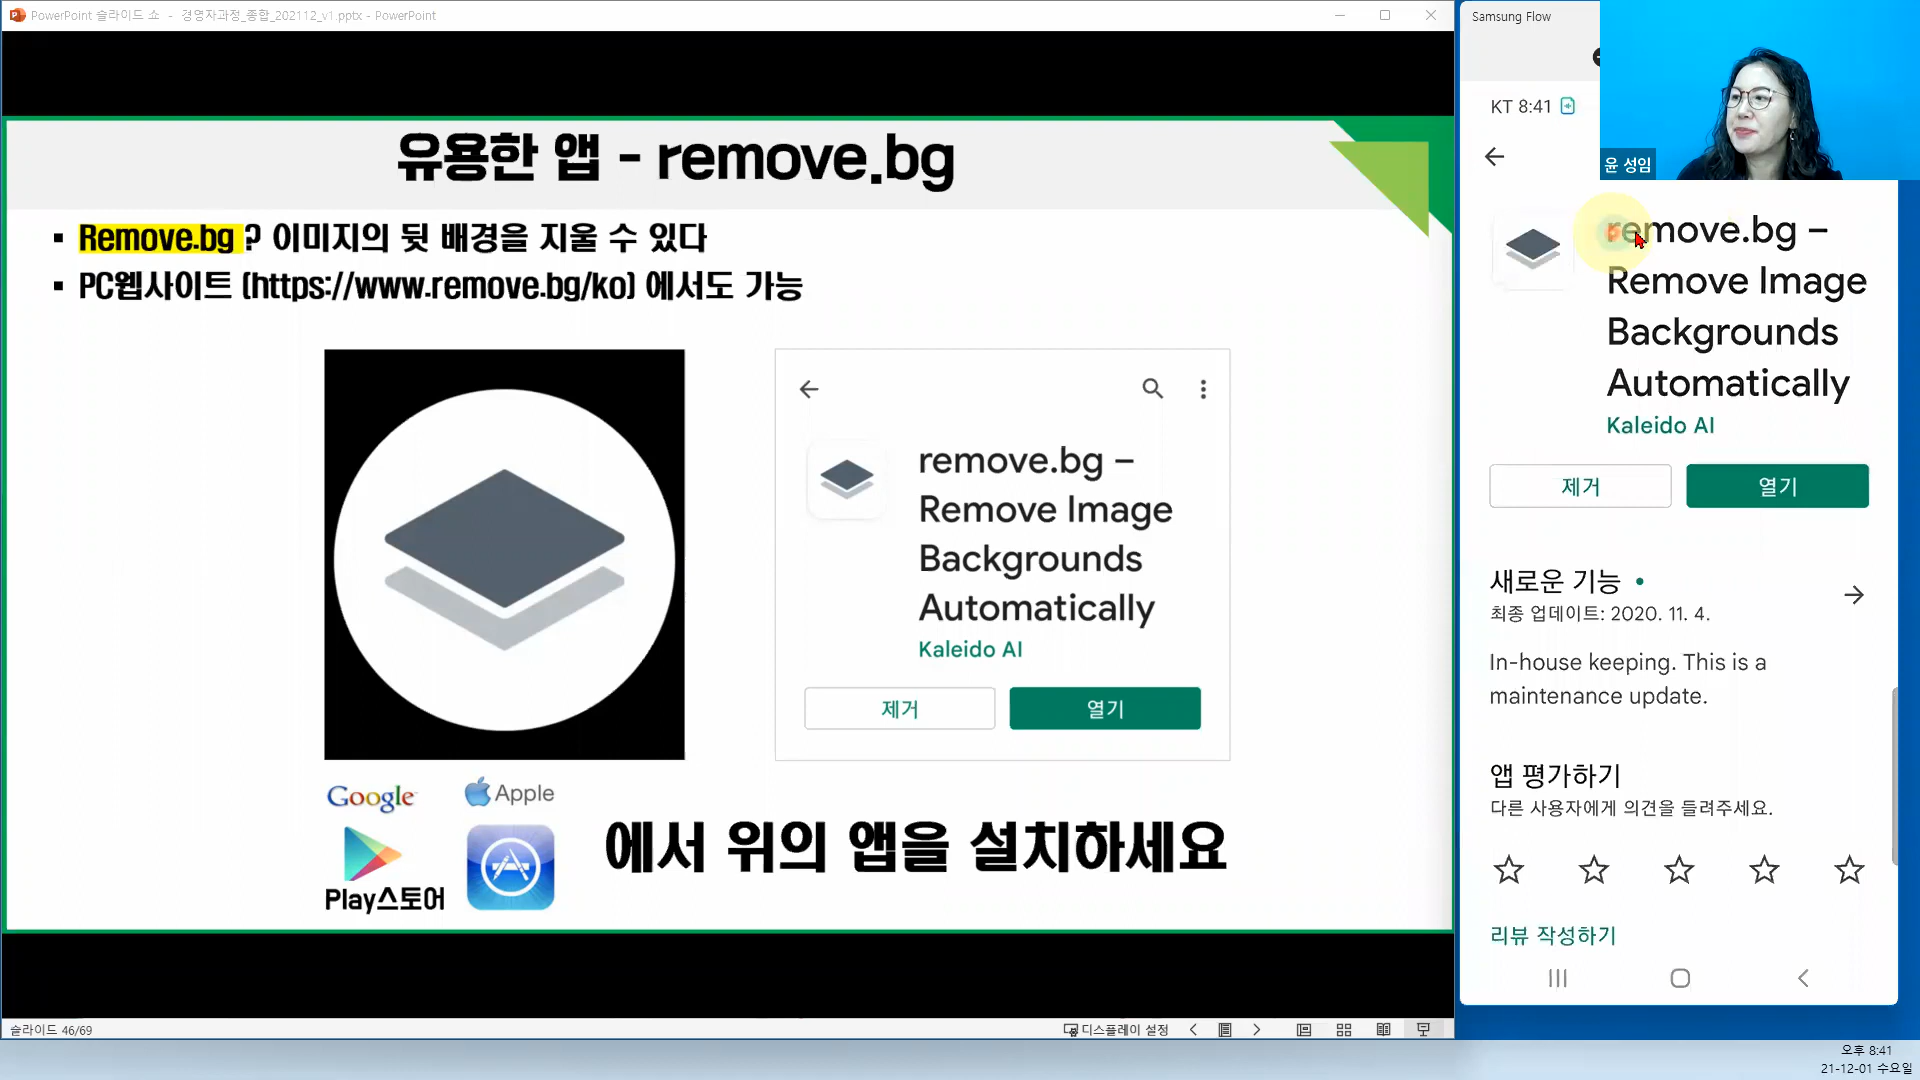 PowerPoint 슬라이드 쇼 - 경영자과정_종합_202112_v1.pptx - PowerPoint
유용한 앱 - remove.bg
▪ Remove.bg ? 이미지의 뒷 배경을 지울 수 있다
▪ PC웹사이트 (https://www.remove.bg/ko) 에서도 가능
remove.bg –
Remove Image
Backgrounds
Automatically
Kaleido AI
제거
열기
Google
Apple
Play스토어
에서 위의 앱을 설치하세요
슬라이드 46/69
디스플레이 설정
Samsung Flow
KT 8:41
윤 성임
remove.bg –
Remove Image
Backgrounds
Automatically
Kaleido AI
제거
열기
새로운 기능 •
최종 업데이트: 2020. 11. 4.
In-house keeping. This is a
maintenance update.
앱 평가하기
다른 사용자에게 의견을 들려주세요.
리뷰 작성하기
오후 8:41
21-12-01 수요일